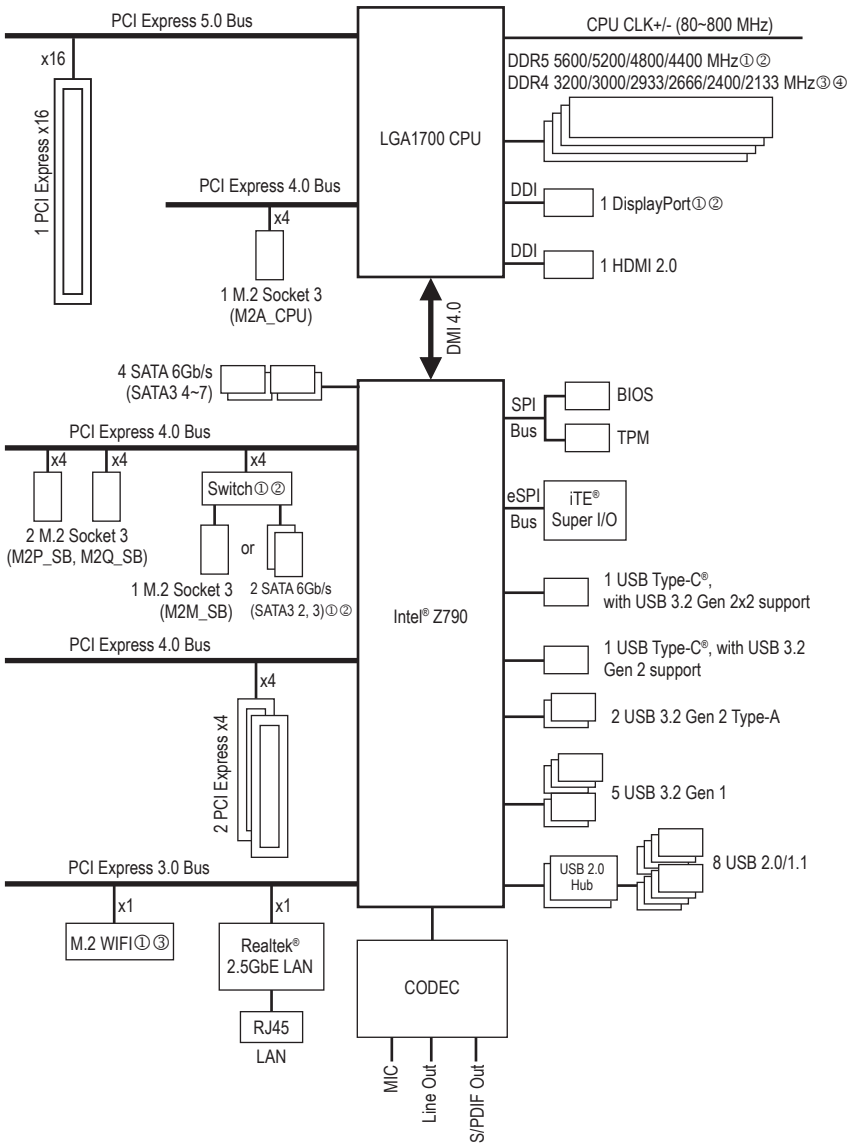 PCI Express 5.0 Bus
x16
1 PCI Express x16
CPU CLK+/- (80~800 MHz)
DDR5 5600/5200/4800/4400 MHz①②
DDR4 3200/3000/2933/2666/2400/2133 MHz③④
LGA1700 CPU
PCI Express 4.0 Bus
x4
1 M.2 Socket 3
(M2A_CPU)
DDI
1 DisplayPort①②
DDI
1 HDMI 2.0
DMI 4.0
4 SATA 6Gb/s
(SATA3 4~7)
SPI
Bus
BIOS
TPM
PCI Express 4.0 Bus
x4
x4
x4
Switch①②
2 M.2 Socket 3
(M2P_SB, M2Q_SB)
or
1 M.2 Socket 3
(M2M_SB)
2 SATA 6Gb/s
(SATA3 2, 3)①②
eSPI
Bus
iTE®
Super I/O
Intel® Z790
1 USB Type-C®,
with USB 3.2 Gen 2x2 support
PCI Express 4.0 Bus
x4
2 PCI Express x4
1 USB Type-C®, with USB 3.2
Gen 2 support
2 USB 3.2 Gen 2 Type-A
5 USB 3.2 Gen 1
USB 2.0
Hub
8 USB 2.0/1.1
PCI Express 3.0 Bus
x1
x1
M.2 WIFI①③
Realtek®
2.5GbE LAN
RJ45
LAN
CODEC
MIC
Line Out
S/PDIF Out